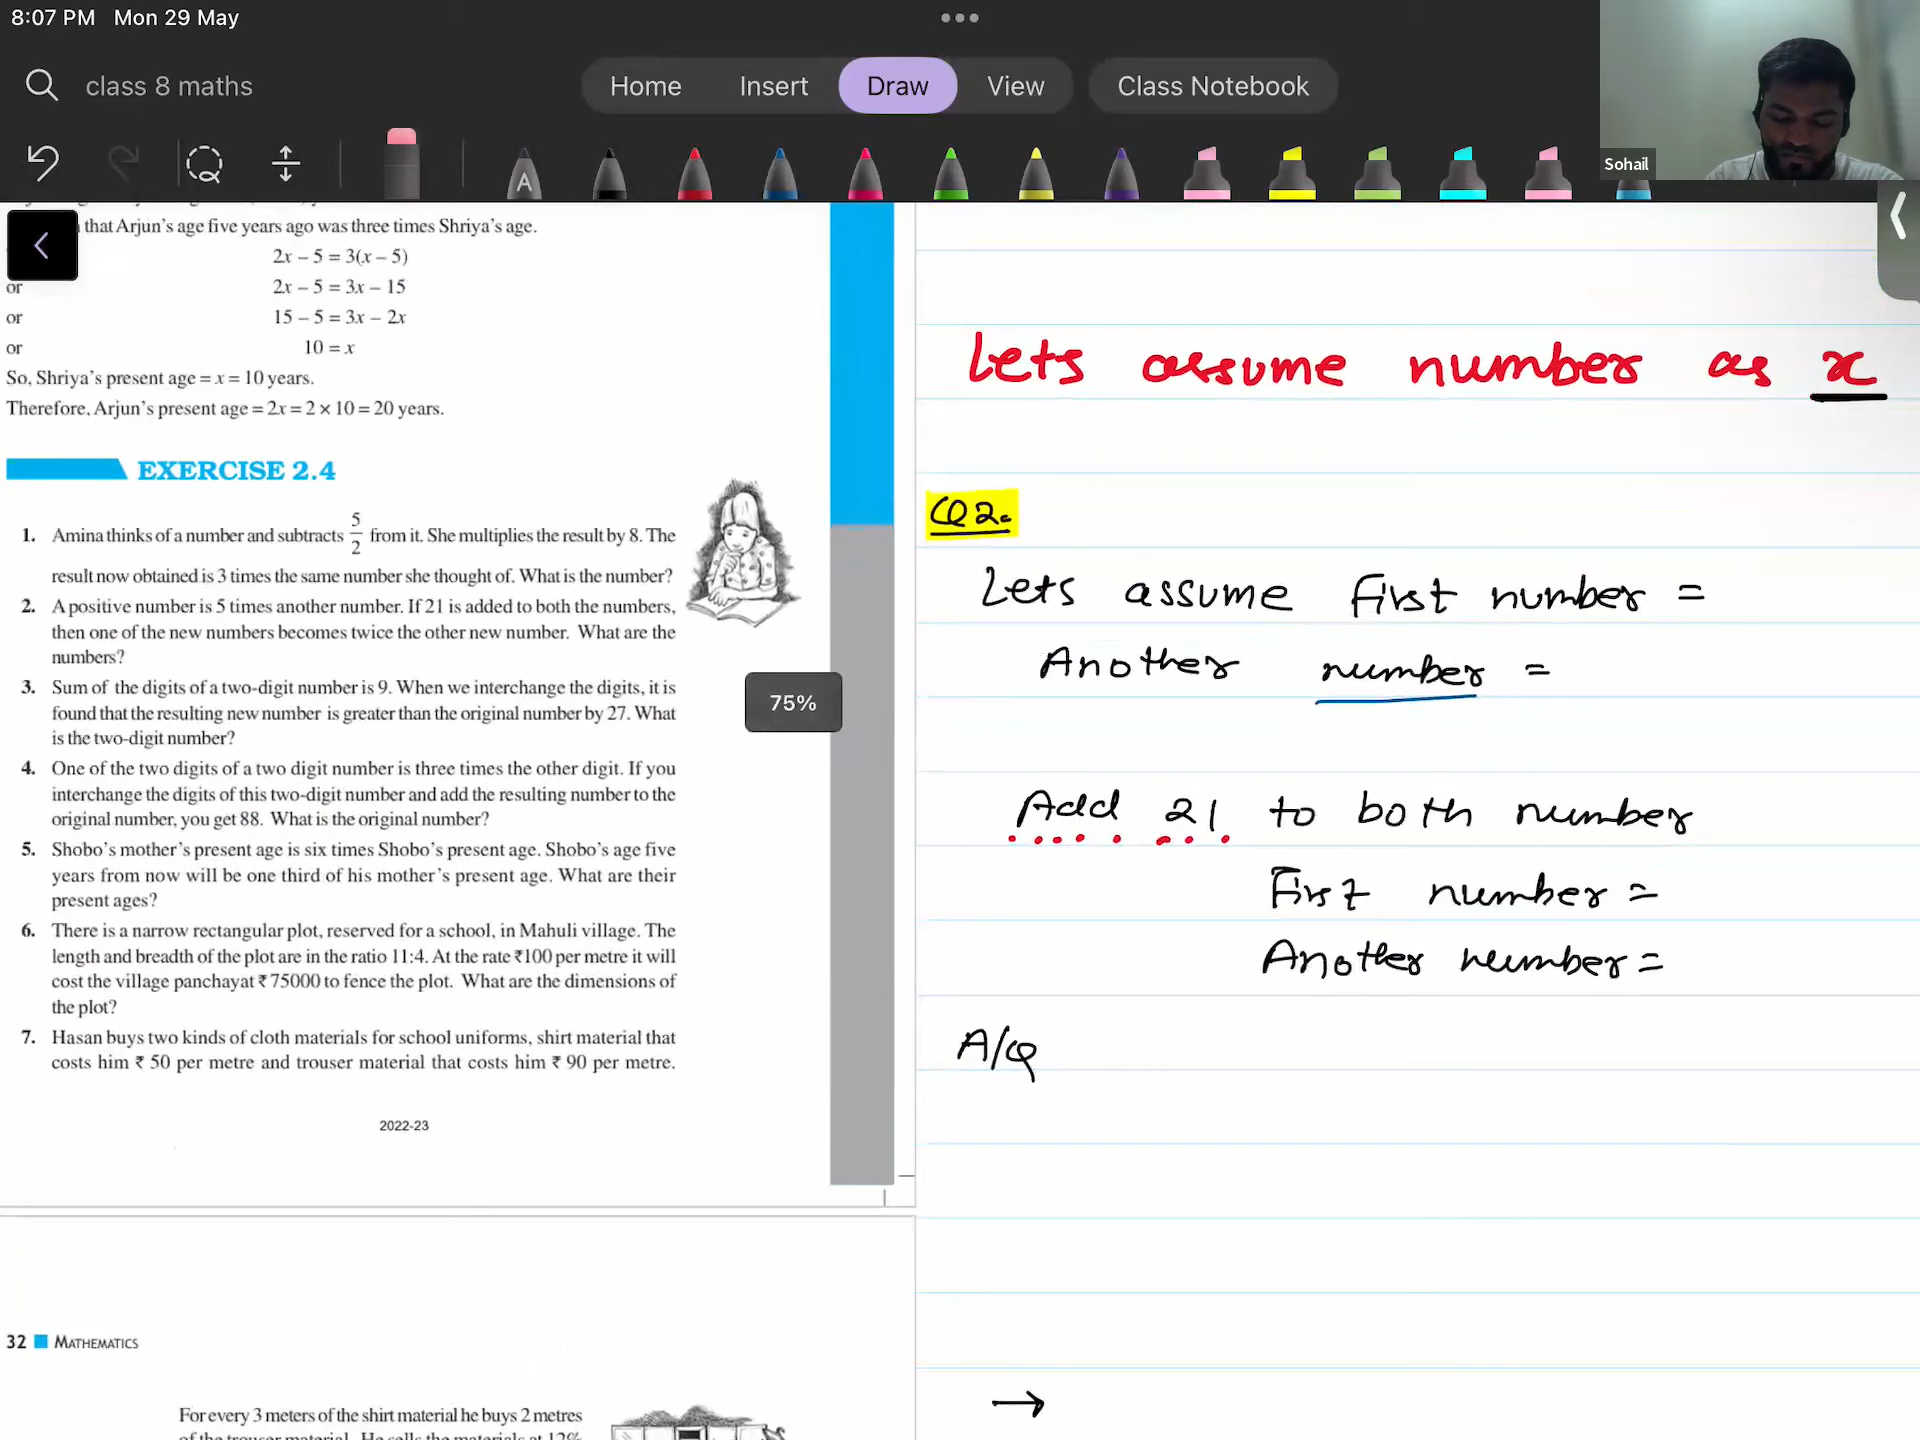 8:07 PM Mon 29 May
class 8 maths
Home Insert Draw View Class Notebook
A
Sohail
that Arjun's age five years ago was three times Shriya's age.
2x – 5 = 3(x – 5)
or 2x – 5 = 3x – 15
or 15 – 5 = 3x – 2x
or 10 = x
So, Shriya's present age = x = 10 years.
Therefore, Arjun's present age = 2x = 2 × 10 = 20 years.
EXERCISE 2.4
1. Amina thinks of a number and subtracts 5/2 from it. She multiplies the result by 8. The
result now obtained is 3 times the same number she thought of. What is the number?
2. A positive number is 5 times another number. If 21 is added to both the numbers,
then one of the new numbers becomes twice the other new number. What are the
numbers?
3. Sum of the digits of a two-digit number is 9. When we interchange the digits, it is
found that the resulting new number is greater than the original number by 27. What
is the two-digit number?
4. One of the two digits of a two digit number is three times the other digit. If you
interchange the digits of this two-digit number and add the resulting number to the
original number, you get 88. What is the original number?
5. Shobo's mother's present age is six times Shobo's present age. Shobo's age five
years from now will be one third of his mother's present age. What are their
present ages?
6. There is a narrow rectangular plot, reserved for a school, in Mahuli village. The
length and breadth of the plot are in the ratio 11:4. At the rate ₹100 per metre it will
cost the village panchayat ₹75000 to fence the plot. What are the dimensions of
the plot?
7. Hasan buys two kinds of cloth materials for school uniforms, shirt material that
costs him ₹ 50 per metre and trouser material that costs him ₹ 90 per metre.
2022-23
75%
32 MATHEMATICS
For every 3 meters of the shirt material he buys 2 metres
of the trouser material. He sells the materials at 12%
Lets assume number as x
Q2.
Lets assume First number =
Another number =
Add 21 to both number
First number =
Another number =
A/Q
→